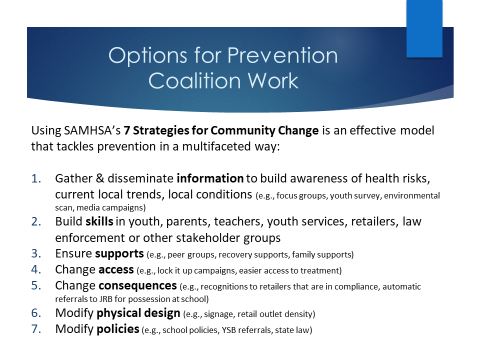 Options for Prevention
Coalition Work
Using SAMHSA's 7 Strategies for Community Change is an effective model
that tackles prevention in a multifaceted way:
1. Gather & disseminate information to build awareness of health risks,
current local trends, local conditions (e.g., focus groups, youth survey, environmental
scan, media campaigns)
2. Build skills in youth, parents, teachers, youth services, retailers, law
enforcement or other stakeholder groups
3. Ensure supports (e.g., peer groups, recovery supports, family supports)
4. Change access (e.g., lock it up campaigns, easier access to treatment)
5. Change consequences (e.g., recognitions to retailers that are in compliance, automatic
referrals to JRB for possession at school)
6. Modify physical design (e.g., signage, retail outlet density)
7. Modify policies (e.g., school policies, YSB referrals, state law)